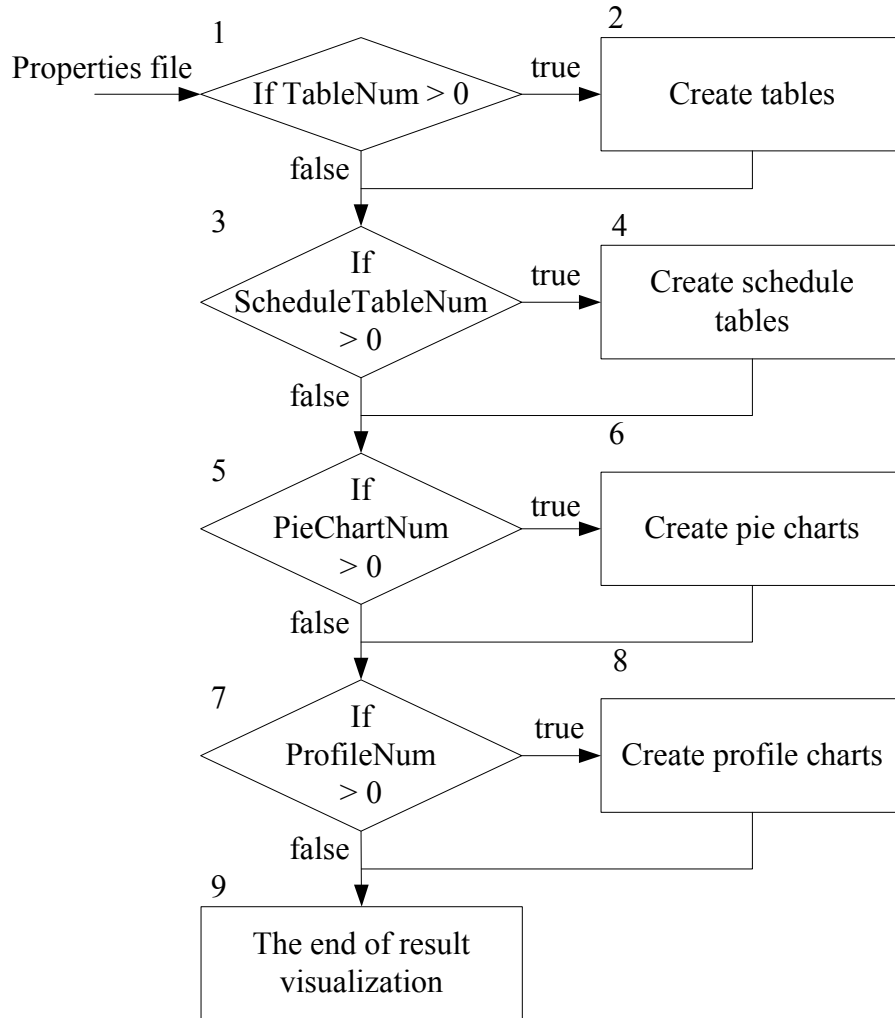 1
2
Properties file
If TableNum > 0
true
Create tables
false
3
4
If
ScheduleTableNum
> 0
true
Create schedule
tables
false
5
6
If
PieChartNum
> 0
true
Create pie charts
false
7
8
If
ProfileNum
> 0
true
Create profile charts
false
9
The end of result
visualization